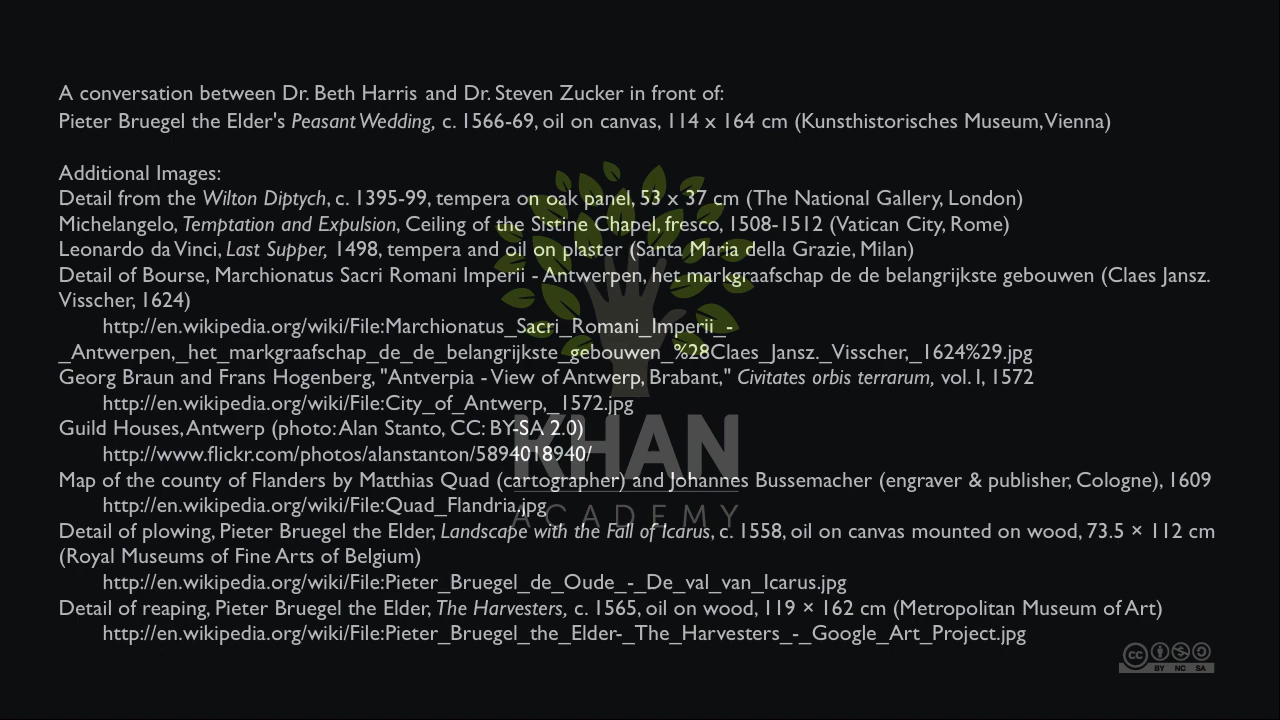 A conversation between Dr. Beth Harris and Dr. Steven Zucker in front of:
Pieter Bruegel the Elder's Peasant Wedding, c. 1566-69, oil on canvas, 114 x 164 cm (Kunsthistorisches Museum, Vienna)
Additional Images:
Detail from the Wilton Diptych, c. 1395-99, tempera on oak panel, 53 x 37 cm (The National Gallery, London)
Michelangelo, Temptation and Expulsion, Ceiling of the Sistine Chapel, fresco, 1508-1512 (Vatican City, Rome)
Leonardo da Vinci, Last Supper, 1498, tempera and oil on plaster (Santa Maria della Grazie, Milan)
Detail of Bourse, Marchionatus Sacri Romani Imperii - Antwerpen, het markgraafschap de de belangrijkste gebouwen (Claes Jansz.
Visscher, 1624)
http://en.wikipedia.org/wiki/File:Marchionatus_Sacri_Romani_Imperii_-
_Antwerpen,_het_markgraafschap_de_de_belangrijkste_gebouwen_%28Claes_Jansz._Visscher,_1624%29.jpg
Georg Braun and Frans Hogenberg, "Antverpia - View of Antwerp, Brabant," Civitates orbis terrarum, vol. I, 1572
http://en.wikipedia.org/wiki/File:City_of_Antwerp,_1572.jpg
Guild Houses, Antwerp (photo: Alan Stanto, CC: BY-SA 2.0)
http://www.flickr.com/photos/alanstanton/5894018940/
Map of the county of Flanders by Matthias Quad (cartographer) and Johannes Bussemacher (engraver & publisher, Cologne), 1609
http://en.wikipedia.org/wiki/File:Quad_Flandria.jpg
Detail of plowing, Pieter Bruegel the Elder, Landscape with the Fall of Icarus, c. 1558, oil on canvas mounted on wood, 73.5 × 112 cm
(Royal Museums of Fine Arts of Belgium)
http://en.wikipedia.org/wiki/File:Pieter_Bruegel_de_Oude_-_De_val_van_Icarus.jpg
Detail of reaping, Pieter Bruegel the Elder, The Harvesters, c. 1565, oil on wood, 119 × 162 cm (Metropolitan Museum of Art)
http://en.wikipedia.org/wiki/File:Pieter_Bruegel_the_Elder-_The_Harvesters_-_Google_Art_Project.jpg
KHAN
ACADEMY
cc
BY NC SA